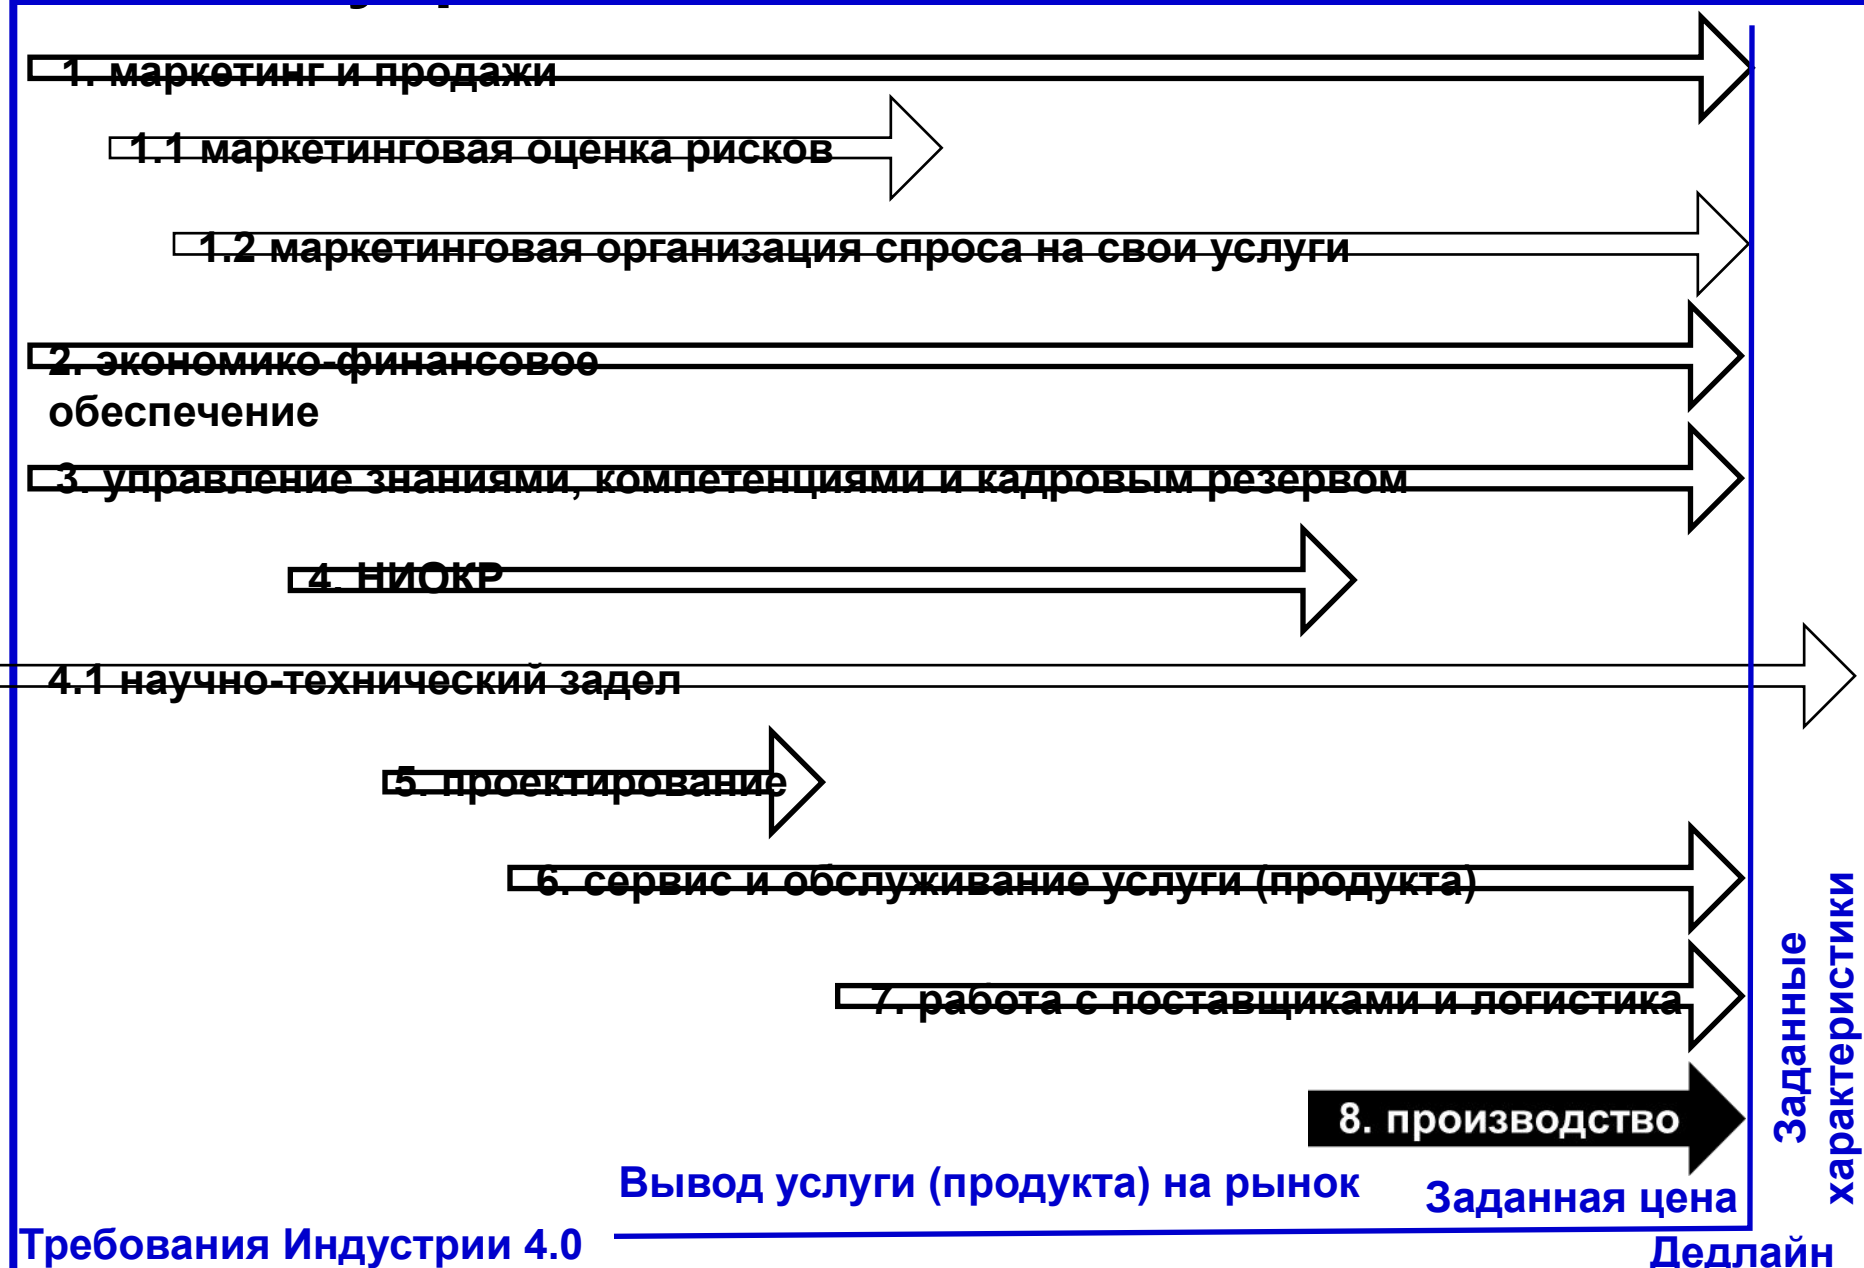 1. маркетинг и продажи
1.1 маркетинговая оценка рисков
1.2 маркетинговая организация спроса на свои услуги
2. экономико-финансовое
обеспечение
3. управление знаниями, компетенциями и кадровым резервом
4. НИОКР
4.1 научно-технический задел
5. проектирование
6. сервис и обслуживание услуги (продукта)
7. работа с поставщиками и логистика
8. производство
Заданные
характеристики
Вывод услуги (продукта) на рынок
Заданная цена
Требования Индустрии 4.0
Дедлайн